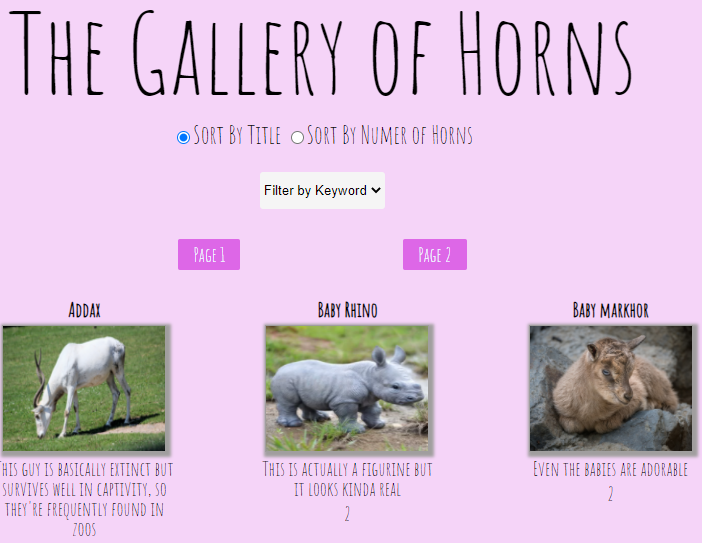 The Gallery of Horns
Sort By Title Sort By Numer of Horns
Filter by Keyword
Page 1 Page 2
Addax
his guy is basically extinct but
survives well in captivity, so
they're frequently found in
zoos
Baby Rhino
This is actually a figurine but
it looks kinda real
2
Baby markhor
Even the babies are adorable
2